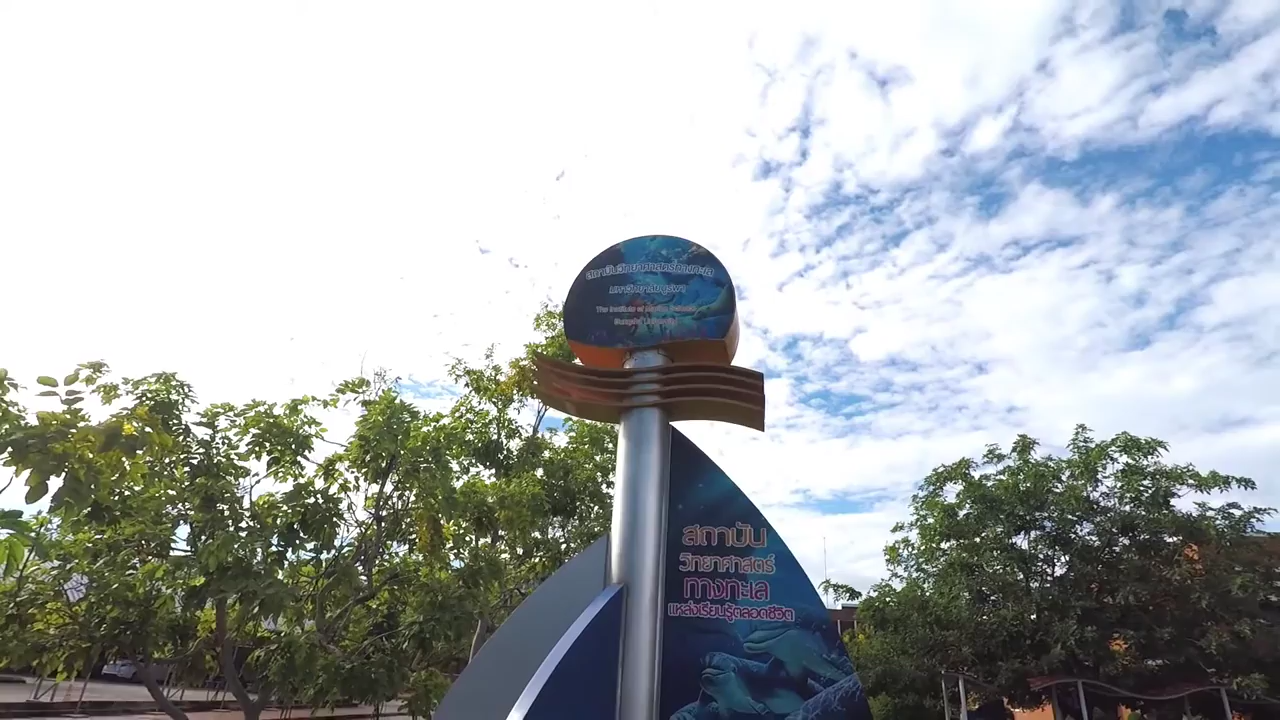 สถาบันวิทยาศาสตร์ทางทะเล
มหาวิทยาลัยบูรพา
The Institute of Marine Science
Burapha University
สถาบัน
วิทยาศาสตร์
ทางทะเล
แหล่งเรียนรู้ตลอดชีวิต